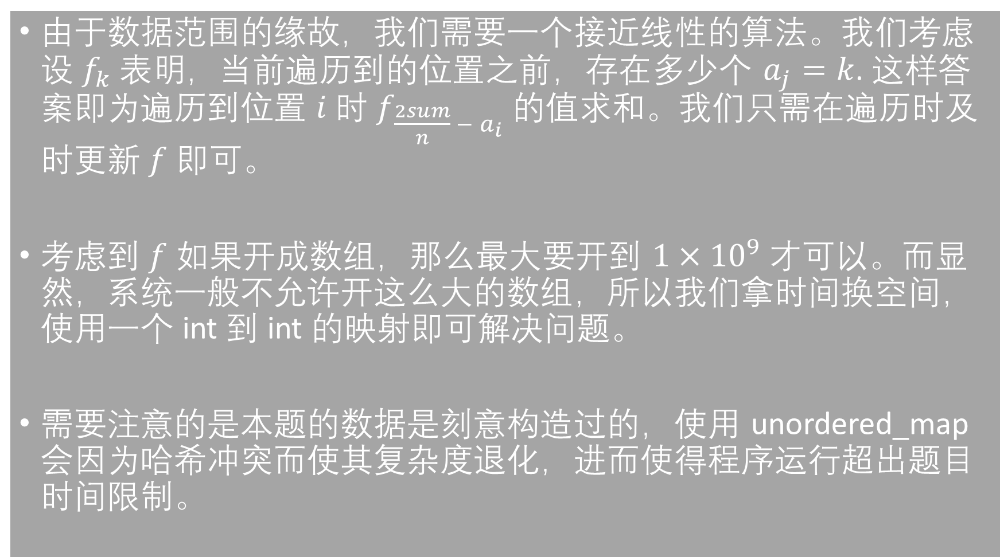 • 由于数据范围的缘故，我们需要一个接近线性的算法。我们考虑
设 f_k 表明，当前遍历到的位置之前，存在多少个 a_j = k. 这样答
案即为遍历到位置 i 时 f_{\frac{2sum}{n} - a_i} 的值求和。我们只需在遍历时及
时更新 f 即可。
• 考虑到 f 如果开成数组，那么最大要开到 1 × 10⁹ 才可以。而显
然，系统一般不允许开这么大的数组，所以我们拿时间换空间，
使用一个 int 到 int 的映射即可解决问题。
• 需要注意的是本题的数据是刻意构造过的，使用 unordered_map
会因为哈希冲突而使其复杂度退化，进而使得程序运行超出题目
时间限制。